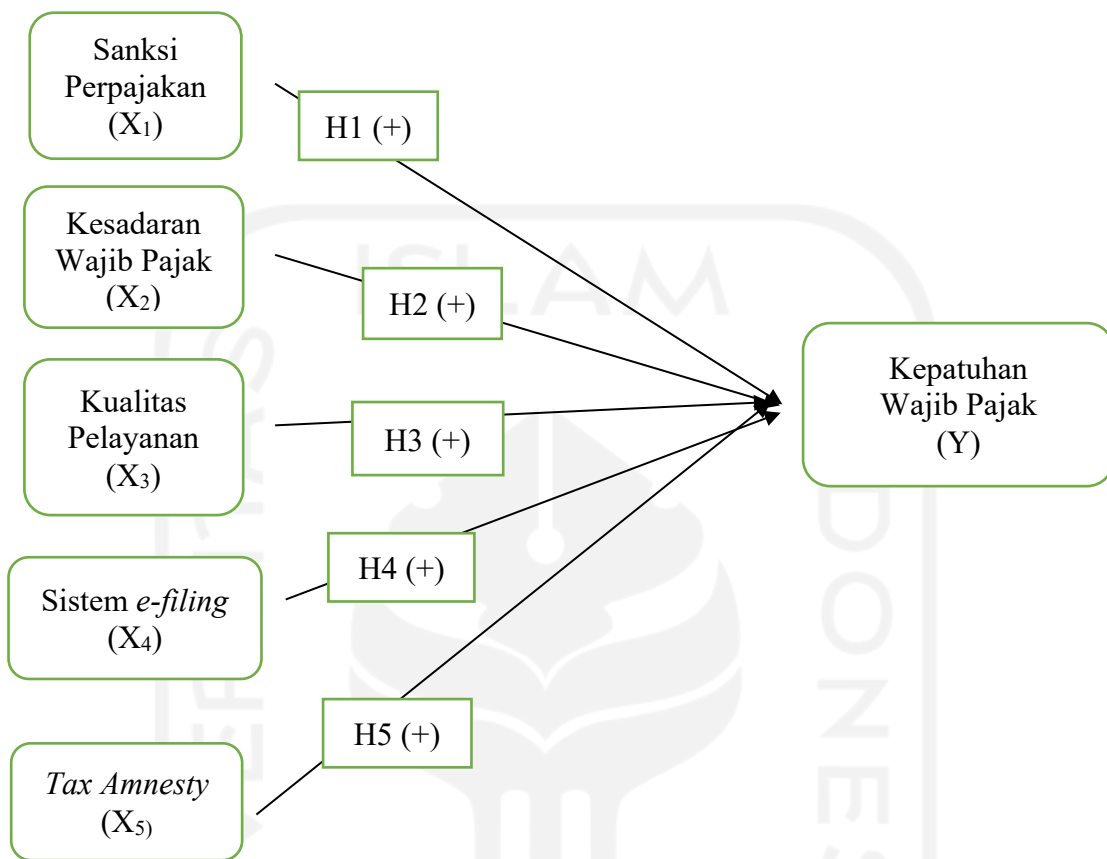 Sanksi
Perpajakan
(X₁)
H1 (+)
Kesadaran
Wajib Pajak
(X₂)
H2 (+)
Kualitas
Pelayanan
(X₃)
H3 (+)
Kepatuhan
Wajib Pajak
(Y)
Sistem e-filing
(X₄)
H4 (+)
Tax Amnesty
(X₅)
H5 (+)
ISLAM